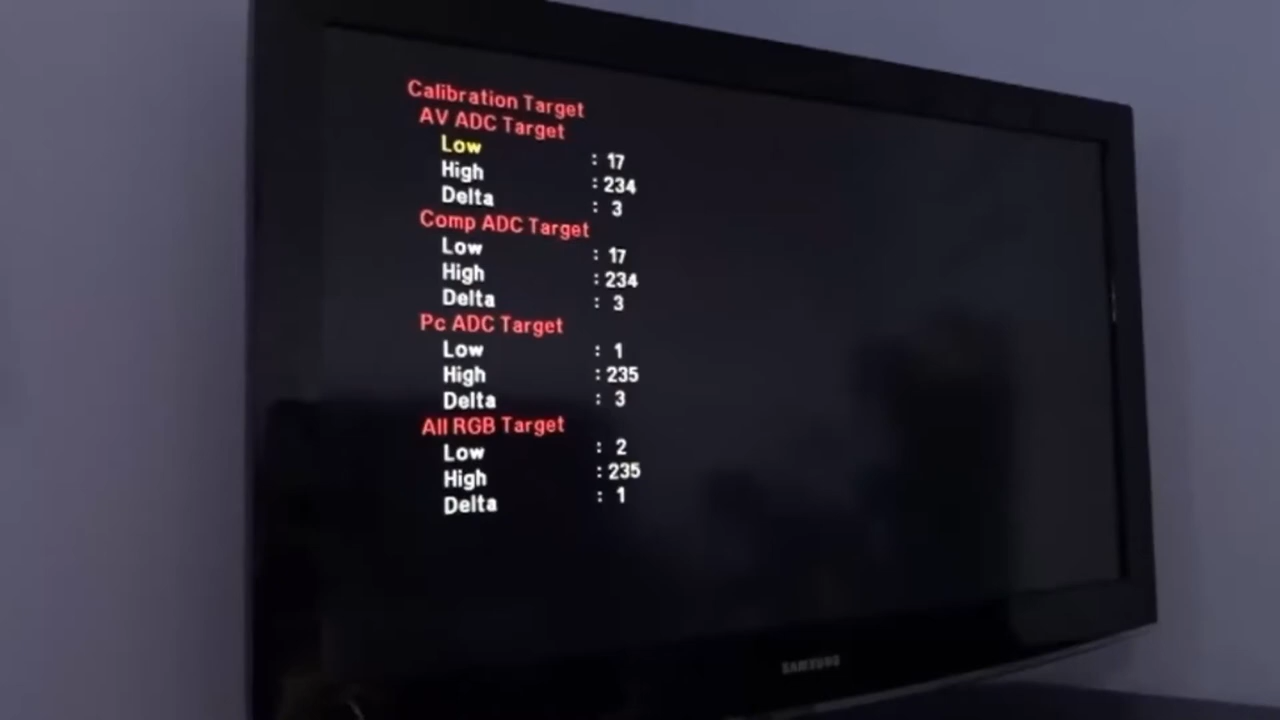 Calibration Target
AV ADC Target
Low : 17
High : 234
Delta : 3
Comp ADC Target
Low : 17
High : 234
Delta : 3
Pc ADC Target
Low : 1
High : 235
Delta : 3
All RGB Target
Low : 2
High : 235
Delta : 1
SAMSUNG